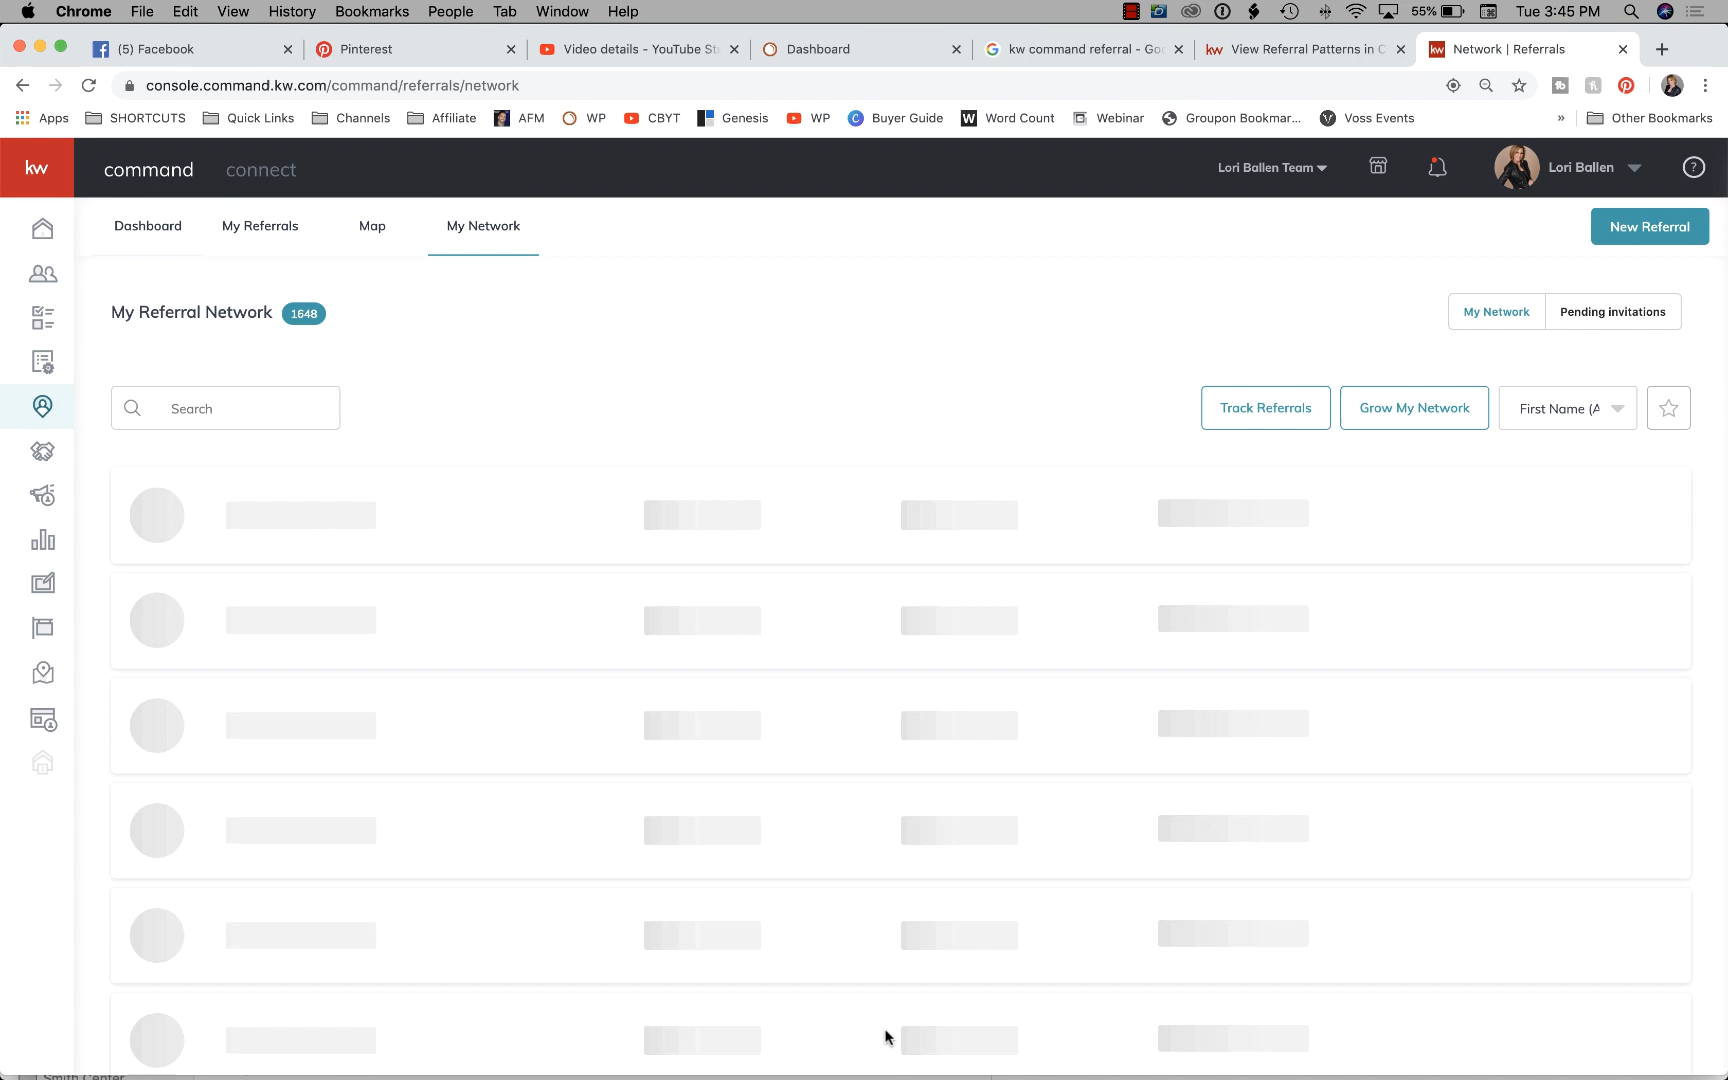 Chrome File Edit View History Bookmarks People Tab Window Help 55% Tue 3:45 PM
(5) Facebook Pinterest Video details - YouTube Stu Dashboard kw command referral - Goo kw View Referral Patterns in C kw Network | Referrals
console.command.kw.com/command/referrals/network
Apps SHORTCUTS Quick Links Channels Affiliate AFM WP CBYT Genesis WP Buyer Guide W Word Count Webinar Groupon Bookmar... Voss Events » Other Bookmarks
kw command connect Lori Ballen Team Lori Ballen ?
Dashboard My Referrals Map My Network New Referral
My Referral Network 1648 My Network Pending invitations
Search Track Referrals Grow My Network First Name (A
Smith Center